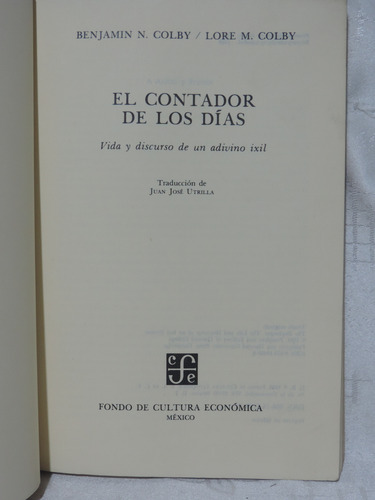 BENJAMIN N. COLBY / LORE M. COLBY
EL CONTADOR
DE LOS DÍAS
Vida y discurso de un adivino ixil
Traducción de
JUAN JOSÉ UTRILLA
cfe
FONDO DE CULTURA ECONÓMICA
MÉXICO